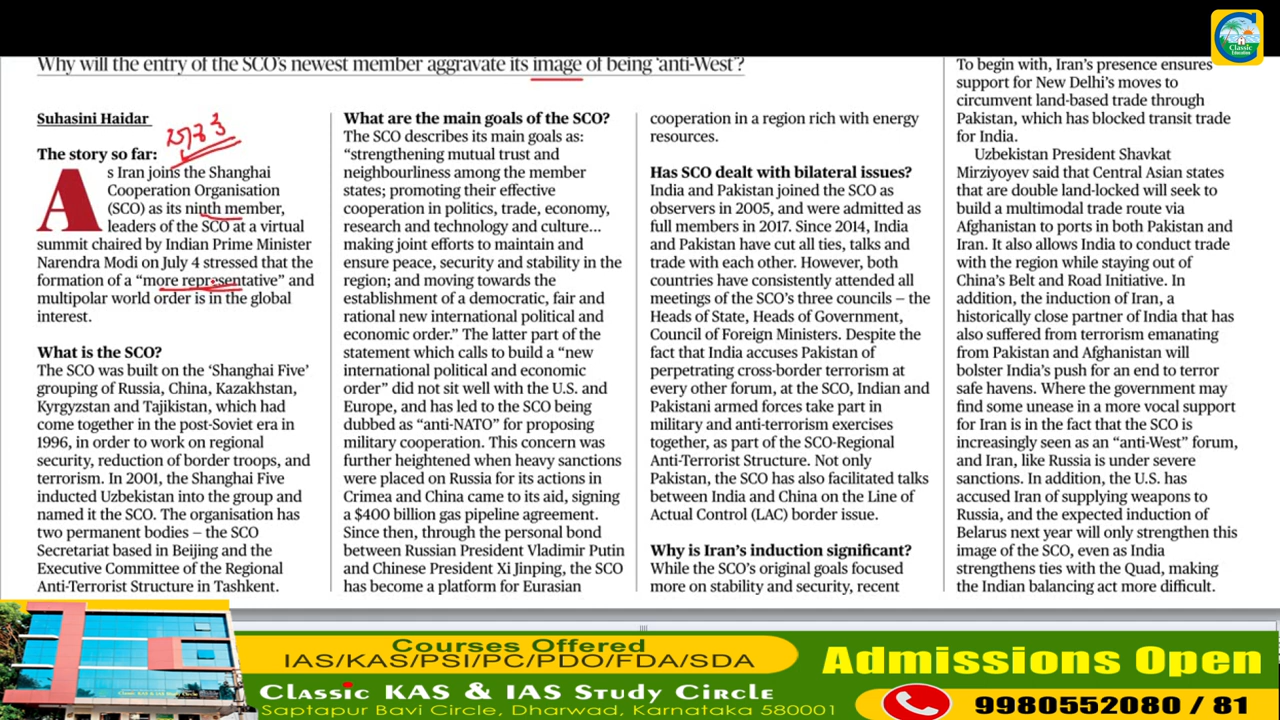 Why will the entry of the SCO's newest member aggravate its image of being 'anti-West'?
Suhasini Haidar
The story so far:
As Iran joins the Shanghai
Cooperation Organisation
(SCO) as its ninth member,
leaders of the SCO at a virtual
summit chaired by Indian Prime Minister
Narendra Modi on July 4 stressed that the
formation of a “more representative” and
multipolar world order is in the global
interest.
What is the SCO?
The SCO was built on the ‘Shanghai Five’
grouping of Russia, China, Kazakhstan,
Kyrgyzstan and Tajikistan, which had
come together in the post-Soviet era in
1996, in order to work on regional
security, reduction of border troops, and
terrorism. In 2001, the Shanghai Five
inducted Uzbekistan into the group and
named it the SCO. The organisation has
two permanent bodies – the SCO
Secretariat based in Beijing and the
Executive Committee of the Regional
Anti-Terrorist Structure in Tashkent.
What are the main goals of the SCO?
The SCO describes its main goals as:
“strengthening mutual trust and
neighbourliness among the member
states; promoting their effective
cooperation in politics, trade, economy,
research and technology and culture...
making joint efforts to maintain and
ensure peace, security and stability in the
region; and moving towards the
establishment of a democratic, fair and
rational new international political and
economic order.” The latter part of the
statement which calls to build a “new
international political and economic
order” did not sit well with the U.S. and
Europe, and has led to the SCO being
dubbed as “anti-NATO” for proposing
military cooperation. This concern was
further heightened when heavy sanctions
were placed on Russia for its actions in
Crimea and China came to its aid, signing
a $400 billion gas pipeline agreement.
Since then, through the personal bond
between Russian President Vladimir Putin
and Chinese President Xi Jinping, the SCO
has become a platform for Eurasian
cooperation in a region rich with energy
resources.
Has SCO dealt with bilateral issues?
India and Pakistan joined the SCO as
observers in 2005, and were admitted as
full members in 2017. Since 2014, India
and Pakistan have cut all ties, talks and
trade with each other. However, both
countries have consistently attended all
meetings of the SCO's three councils – the
Heads of State, Heads of Government,
Council of Foreign Ministers. Despite the
fact that India accuses Pakistan of
perpetrating cross-border terrorism at
every other forum, at the SCO, Indian and
Pakistani armed forces take part in
military and anti-terrorism exercises
together, as part of the SCO-Regional
Anti-Terrorist Structure. Not only
Pakistan, the SCO has also facilitated talks
between India and China on the Line of
Actual Control (LAC) border issue.
Why is Iran's induction significant?
While the SCO's original goals focused
more on stability and security, recent
To begin with, Iran's presence ensures
support for New Delhi's moves to
circumvent land-based trade through
Pakistan, which has blocked transit trade
for India.
Uzbekistan President Shavkat
Mirziyoyev said that Central Asian states
that are double land-locked will seek to
build a multimodal trade route via
Afghanistan to ports in both Pakistan and
Iran. It also allows India to conduct trade
with the region while staying out of
China's Belt and Road Initiative. In
addition, the induction of Iran, a
historically close partner of India that has
also suffered from terrorism emanating
from Pakistan and Afghanistan will
bolster India's push for an end to terror
safe havens. Where the government may
find some unease in a more vocal support
for Iran is in the fact that the SCO is
increasingly seen as an “anti-West” forum,
and Iran, like Russia is under severe
sanctions. In addition, the U.S. has
accused Iran of supplying weapons to
Russia, and the expected induction of
Belarus next year will only strengthen this
image of the SCO, even as India
strengthens ties with the Quad, making
the Indian balancing act more difficult.
Classic
Education
Courses Offered
IAS/KAS/PSI/PC/PDO/FDA/SDA
Classic KAS & IAS Study Circle
Saptapur Bavi Circle, Dharwad, Karnataka 580001
Admissions Open
9980552080 / 81